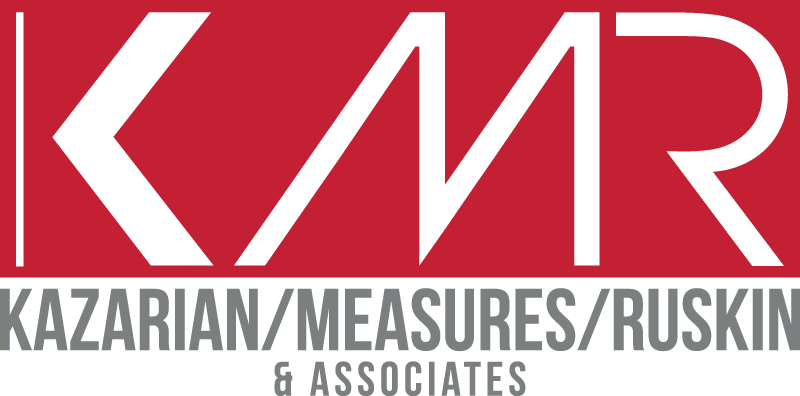 KMR
KAZARIAN/MEASURES/RUSKIN
& ASSOCIATES